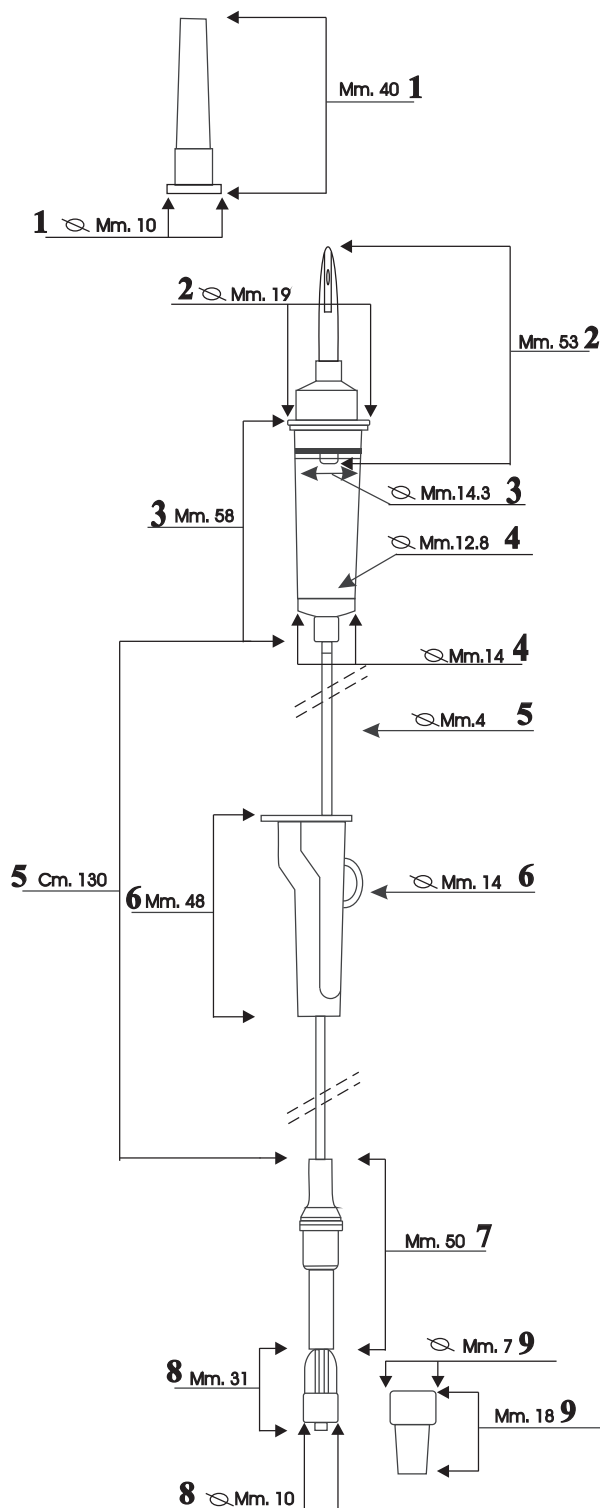 Mm. 40 1
1 ⌀ Mm. 10
2 ⌀ Mm. 19
Mm. 53 2
⌀ Mm.14.3 3
3 Mm. 58
⌀ Mm.12.8 4
⌀ Mm.14 4
⌀ Mm.4 5
5 Cm. 130
⌀ Mm. 14 6
6 Mm. 48
Mm. 50 7
⌀ Mm. 7 9
8 Mm. 31
Mm. 18 9
8 ⌀ Mm. 10